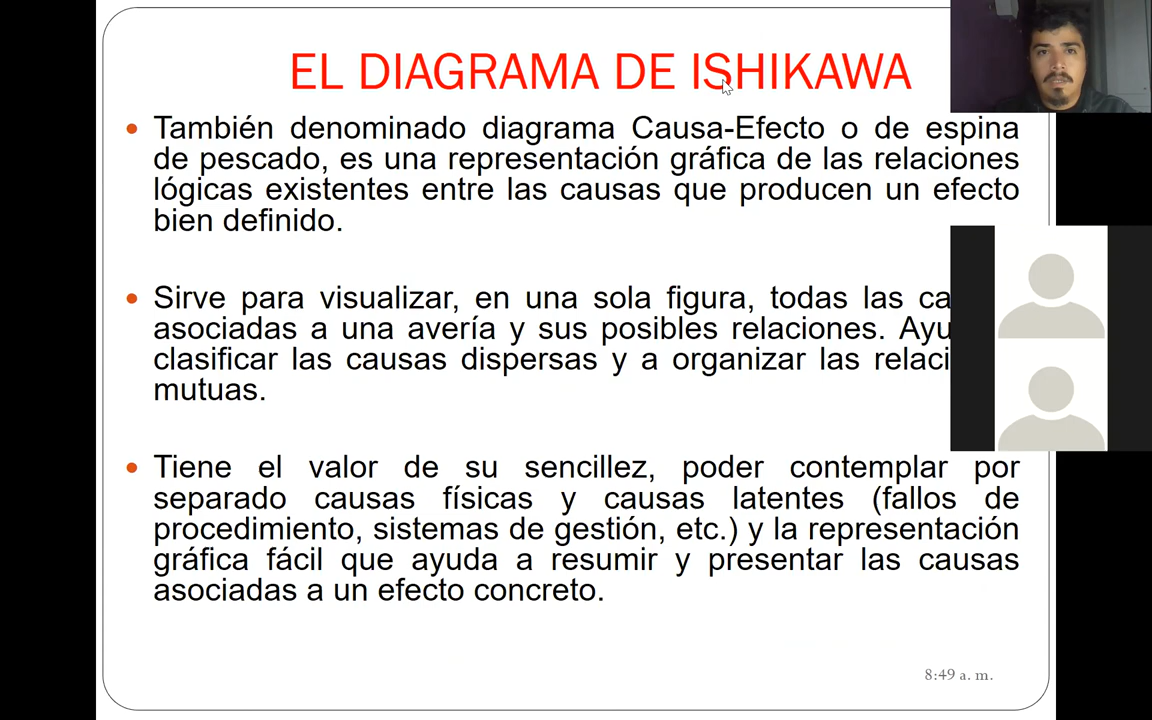 EL DIAGRAMA DE ISHIKAWA
• También denominado diagrama Causa-Efecto o de espina
de pescado, es una representación gráfica de las relaciones
lógicas existentes entre las causas que producen un efecto
bien definido.
• Sirve para visualizar, en una sola figura, todas las
asociadas a una avería y sus posibles relaciones.
clasificar las causas dispersas y a organizar las
mutuas.
• Tiene el valor de su sencillez, poder contemplar por
separado causas físicas y causas latentes (fallos de
procedimiento, sistemas de gestión, etc.) y la representación
gráfica fácil que ayuda a resumir y presentar las causas
asociadas a un efecto concreto.
8:49 a. m.